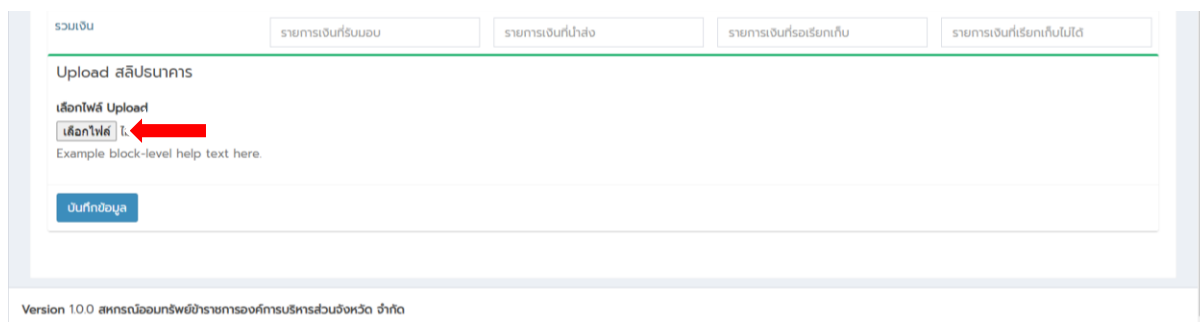 รวมเงิน รายการเงินที่รับมอบ รายการเงินที่นำส่ง รายการเงินที่รอเรียกเก็บ รายการเงินที่เรียกเก็บไม่ได้
Upload สลิปธนาคาร
เลือกไฟล์ Upload
เลือกไฟล์
Example block-level help text here.
บันทึกข้อมูล
Version 1.0.0 สหกรณ์ออมทรัพย์ข้าราชการองค์การบริหารส่วนจังหวัด จำกัด